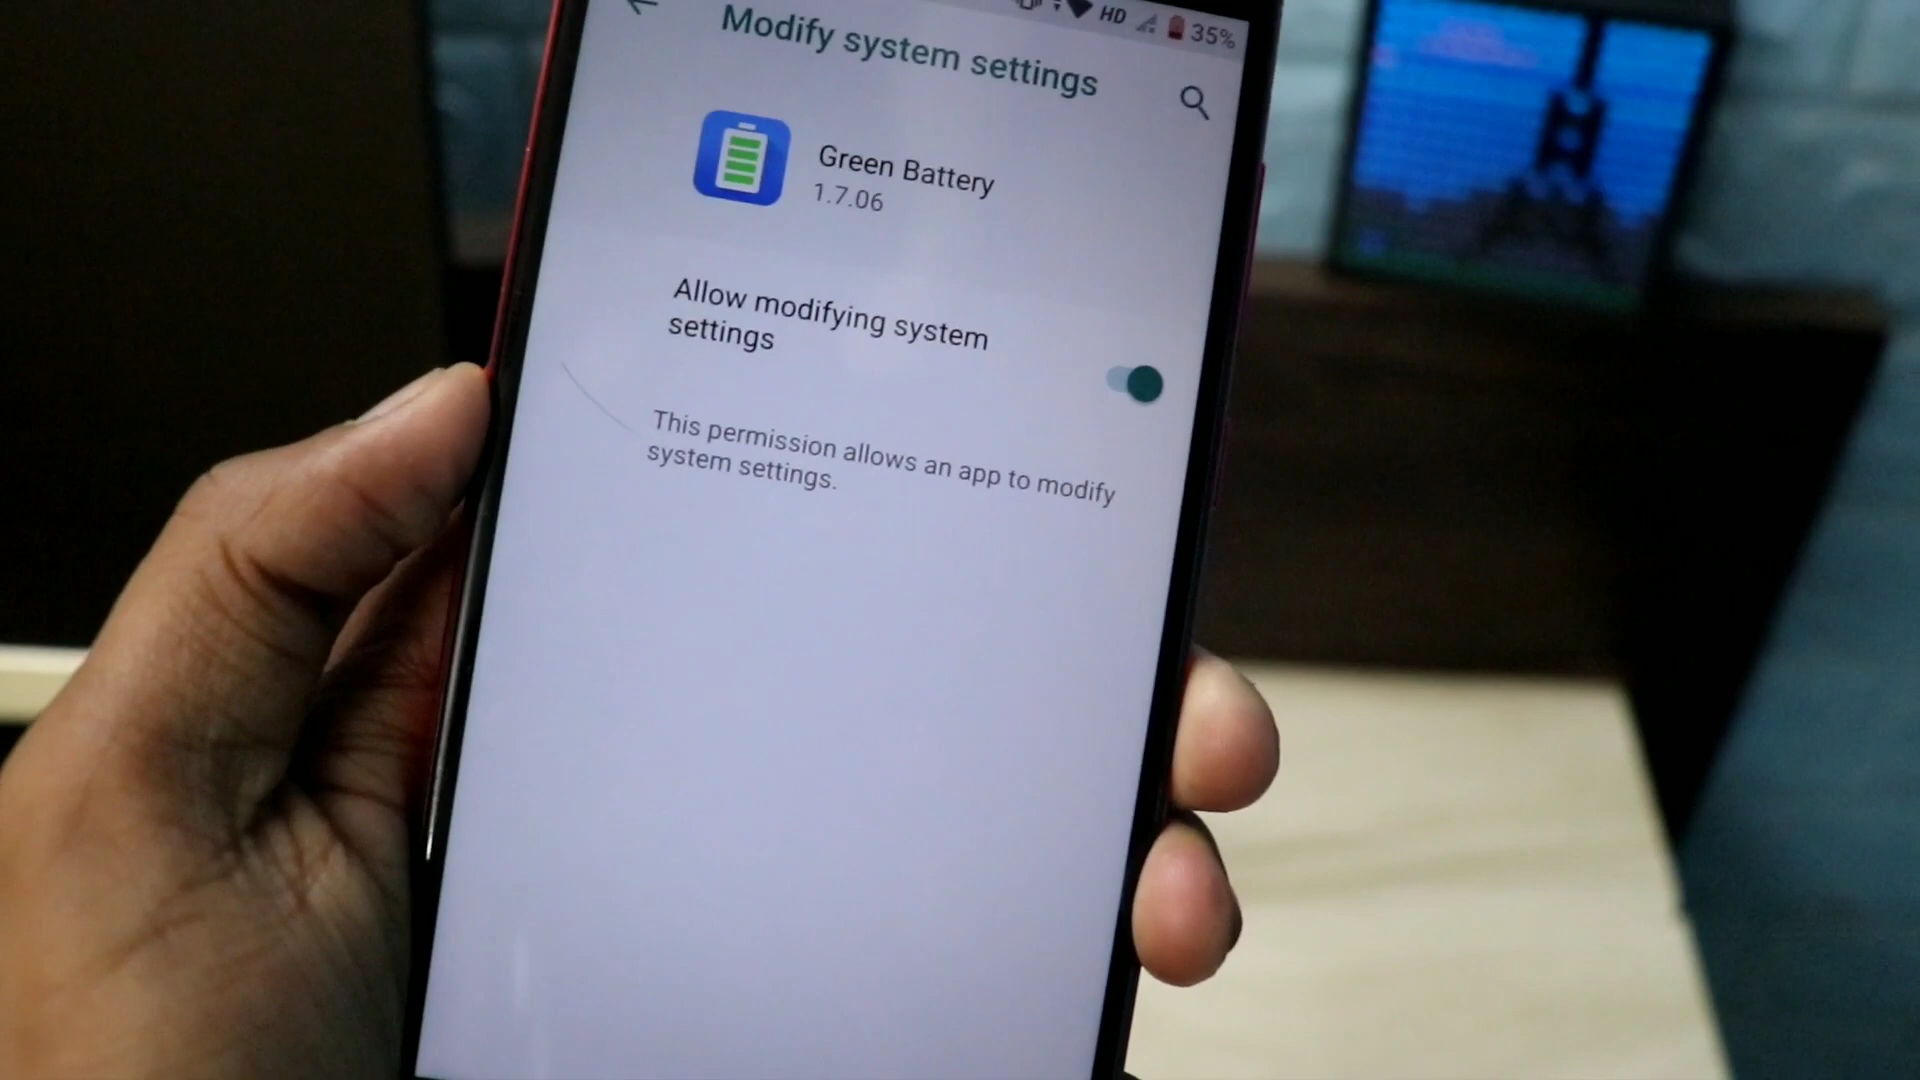 HD 35%
Modify system settings
Green Battery
1.7.06
Allow modifying system
settings
This permission allows an app to modify
system settings.